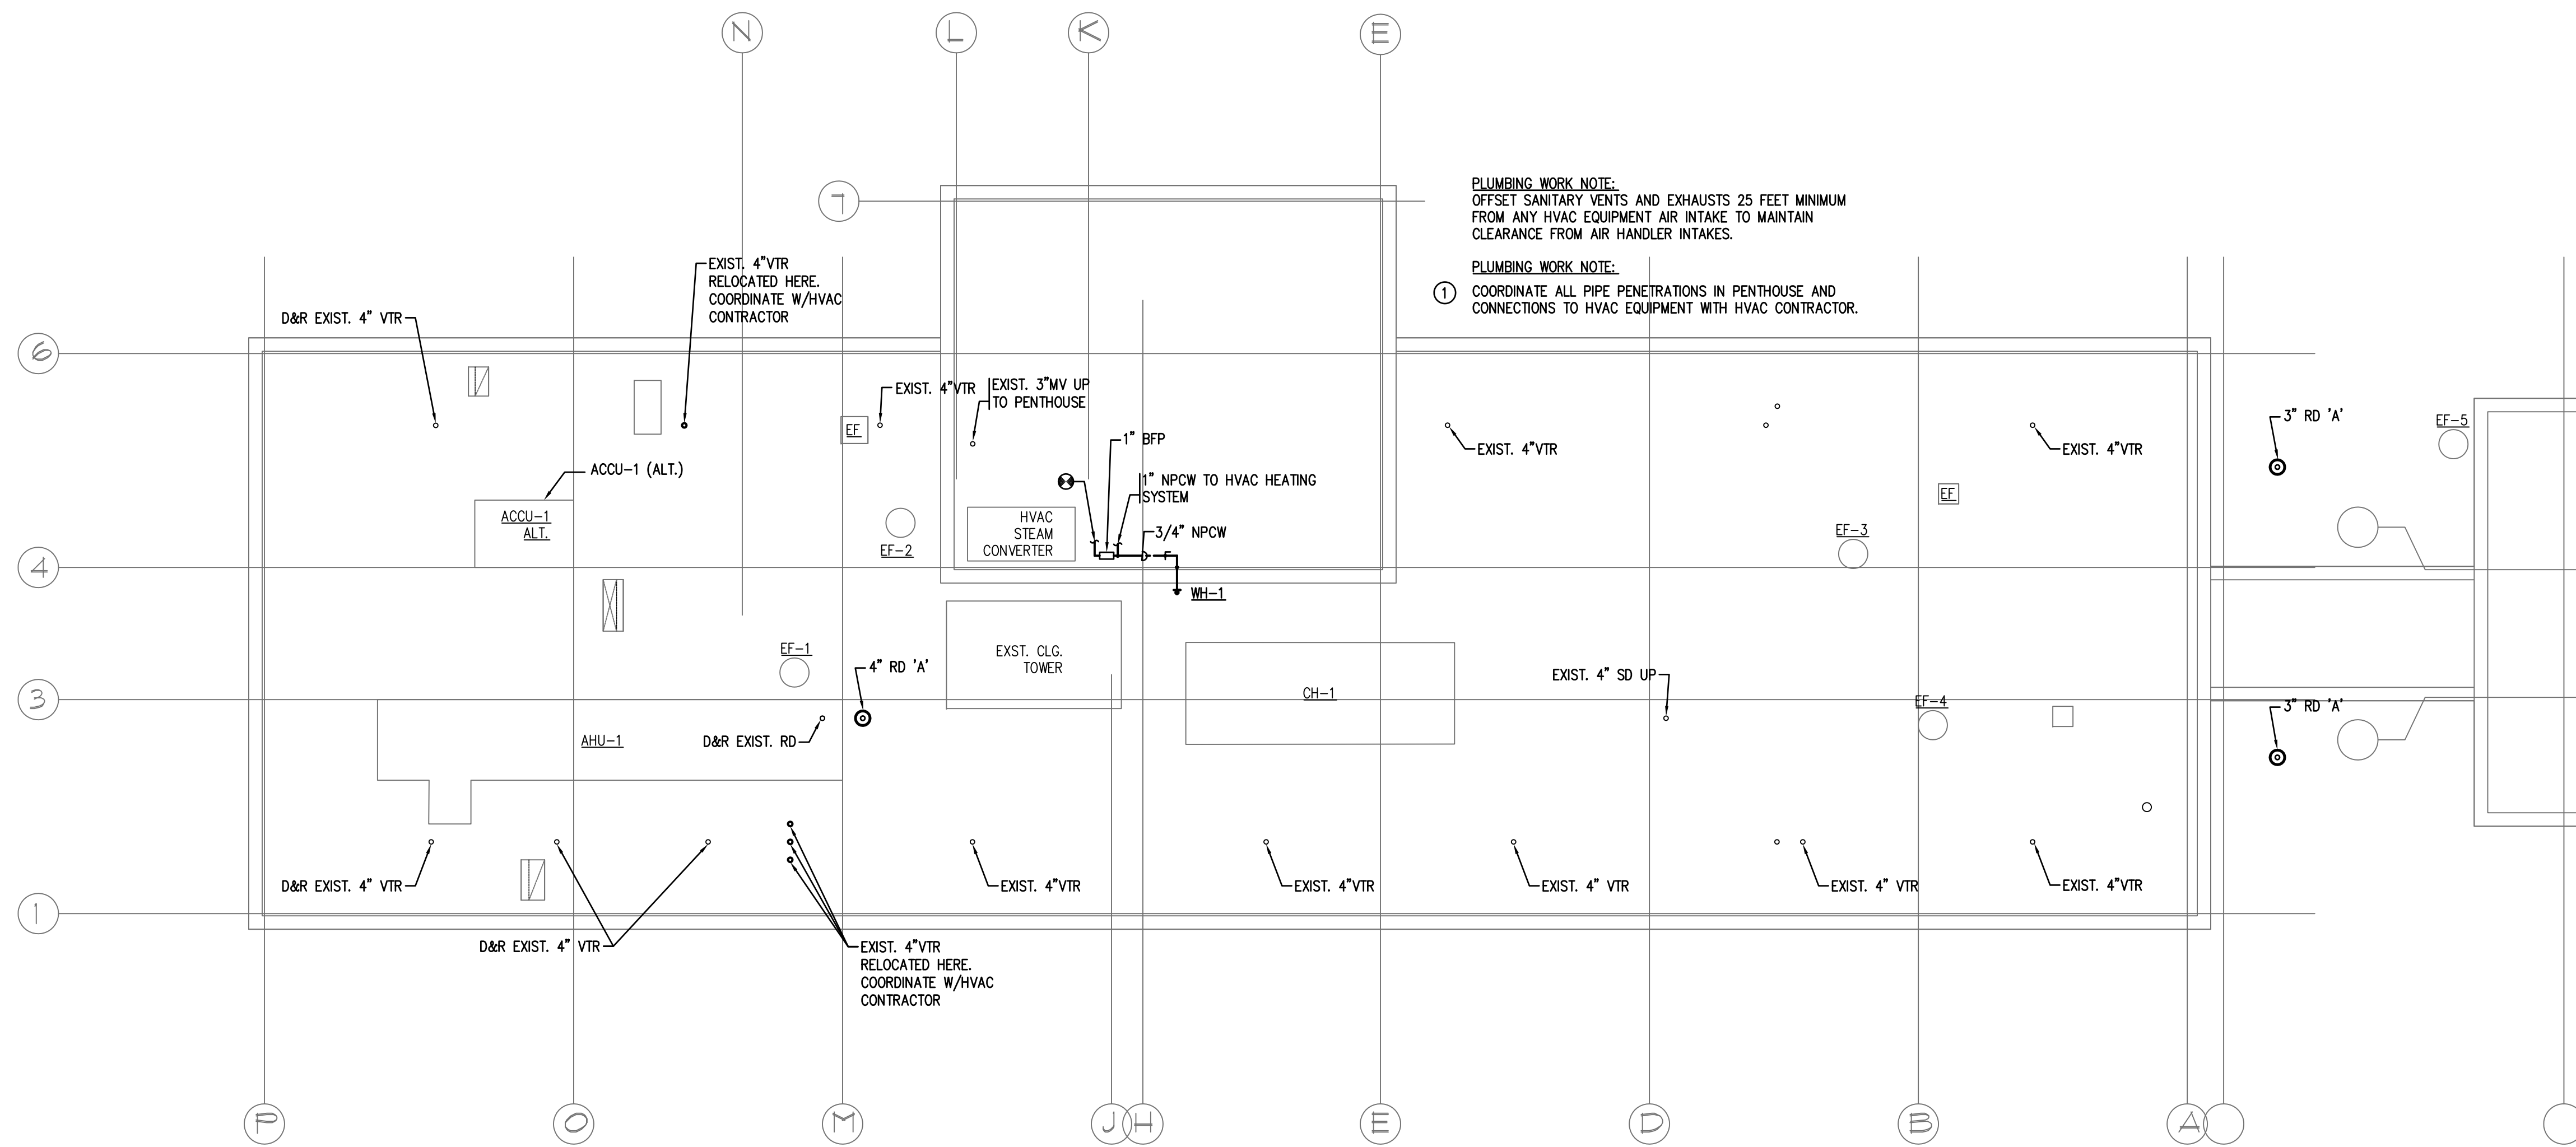 N
L
K
E
7
PLUMBING WORK NOTE:
OFFSET SANITARY VENTS AND EXHAUSTS 25 FEET MINIMUM
FROM ANY HVAC EQUIPMENT AIR INTAKE TO MAINTAIN
CLEARANCE FROM AIR HANDLER INTAKES.
PLUMBING WORK NOTE:
1 COORDINATE ALL PIPE PENETRATIONS IN PENTHOUSE AND
CONNECTIONS TO HVAC EQUIPMENT WITH HVAC CONTRACTOR.
EXIST. 4"VTR
RELOCATED HERE.
COORDINATE W/HVAC
CONTRACTOR
D&R EXIST. 4" VTR
6
EXIST. 4"VTR
EXIST. 3"MV UP
TO PENTHOUSE
EF
1" BFP
EXIST. 4"VTR
EXIST. 4"VTR
3" RD 'A'
EF-5
ACCU-1 (ALT.)
1" NPCW TO HVAC HEATING
SYSTEM
EF
ACCU-1
ALT.
HVAC
STEAM
CONVERTER
3/4" NPCW
EF-2
EF-3
4
WH-1
EF-1
4" RD 'A'
EXST. CLG.
TOWER
EXIST. 4" SD UP
CH-1
3
EF-4
3" RD 'A'
AHU-1
D&R EXIST. RD
D&R EXIST. 4" VTR
EXIST. 4"VTR
EXIST. 4"VTR
EXIST. 4" VTR
EXIST. 4" VTR
EXIST. 4"VTR
1
D&R EXIST. 4" VTR
EXIST. 4"VTR
RELOCATED HERE.
COORDINATE W/HVAC
CONTRACTOR
P
O
M
J
H
E
D
B
A